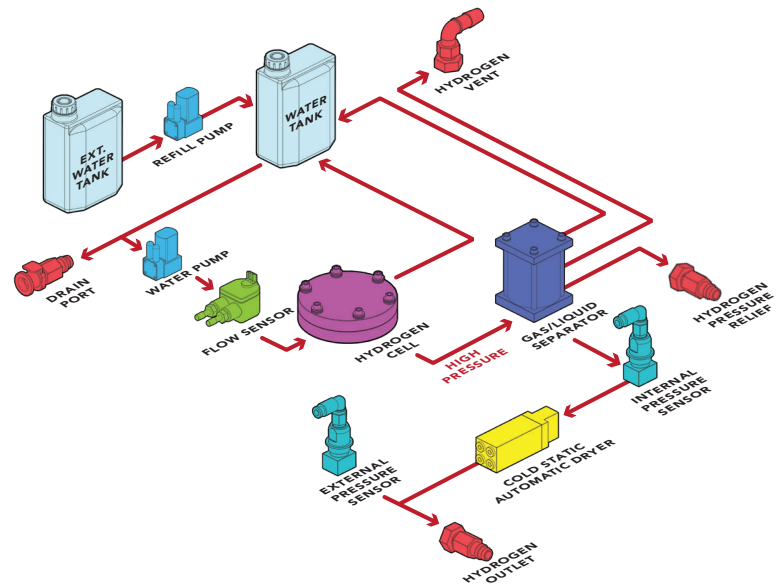 HYDROGEN
VENT
WATER
TANK
EXT.
WATER
TANK
REFILL PUMP
DRAIN
PORT
WATER PUMP
FLOW SENSOR
HYDROGEN
CELL
HIGH
PRESSURE
GAS/LIQUID
SEPARATOR
HYDROGEN
PRESSURE
RELIEF
INTERNAL
PRESSURE
SENSOR
COLD STATIC
AUTOMATIC DRYER
EXTERNAL
PRESSURE
SENSOR
HYDROGEN
OUTLET